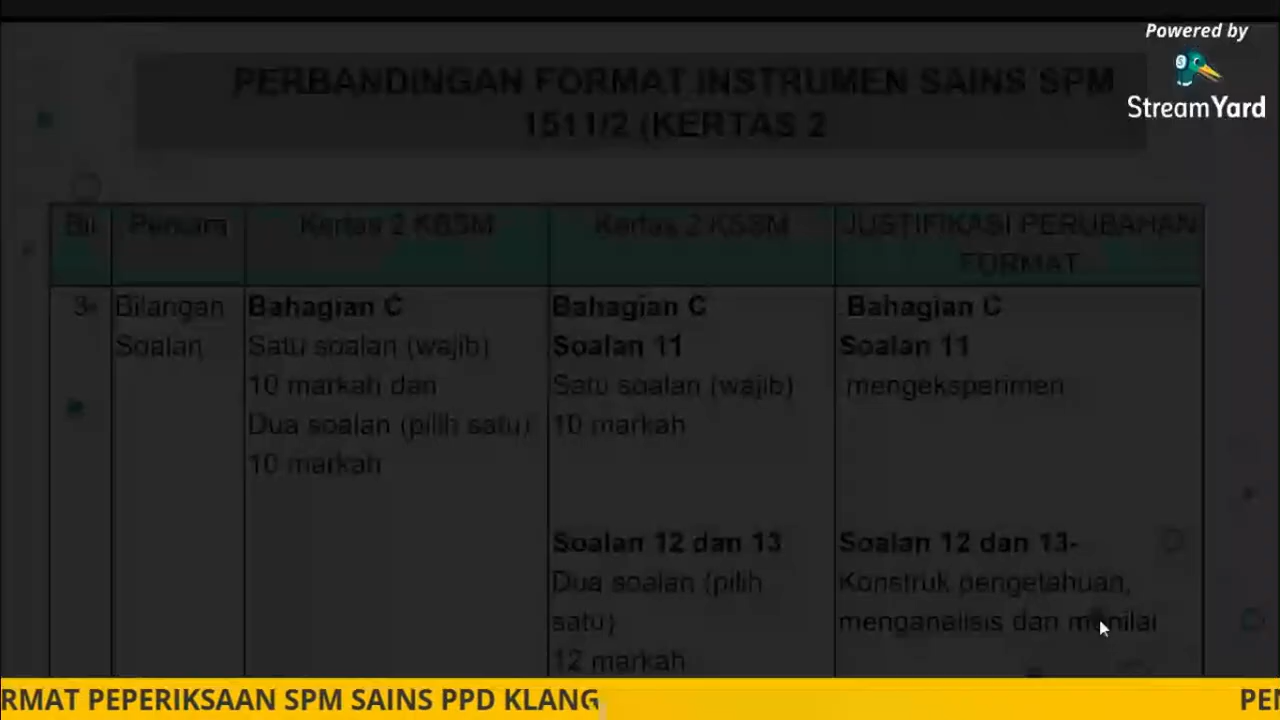 Powered by
StreamYard
PERBANDINGAN FORMAT INSTRUMEN SAINS SPM
1511/2 (KERTAS 2
Bil Perkara Kertas 2 KBSM Kertas 2 KSSM JUSTIFIKASI PERUBAHAN
FORMAT
3- Bilangan Bahagian C Bahagian C .Bahagian C
Soalan Satu soalan (wajib) Soalan 11 Soalan 11
10 markah dan Satu soalan (wajib) mengeksperimen
Dua soalan (pilih satu) 10 markah
10 markah
Soalan 12 dan 13 Soalan 12 dan 13-
Dua soalan (pilih Konstruk pengetahuan,
satu) menganalisis dan menilai
12 markah
RMAT PEPERIKSAAN SPM SAINS PPD KLANG PEN